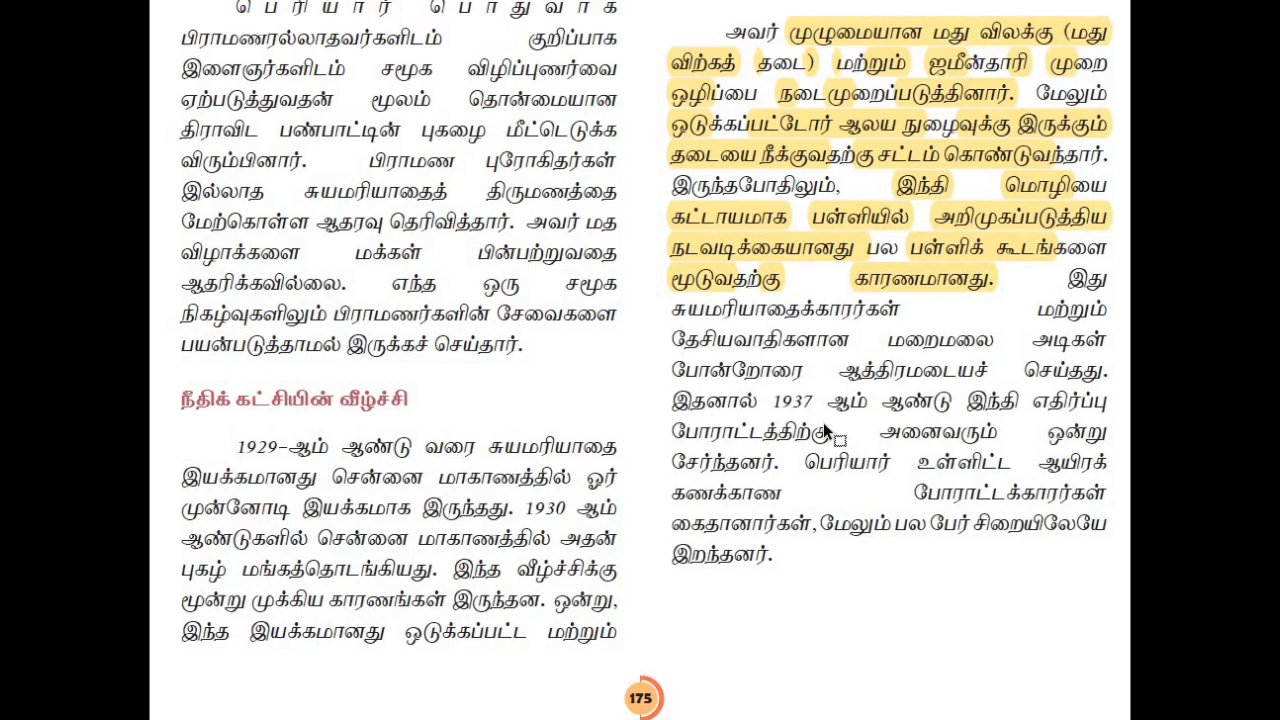 பெரியார் பொதுவாக
பிராமணரல்லாதவர்களிடம் குறிப்பாக
இளைஞர்களிடம் சமூக விழிப்புணர்வை
ஏற்படுத்துவதன் மூலம் தொன்மையான
திராவிட பண்பாட்டின் புகழை மீட்டெடுக்க
விரும்பினார். பிராமண புரோகிதர்கள்
இல்லாத சுயமரியாதைத் திருமணத்தை
மேற்கொள்ள ஆதரவு தெரிவித்தார். அவர் மத
விழாக்களை மக்கள் பின்பற்றுவதை
ஆதரிக்கவில்லை. எந்த ஒரு சமூக
நிகழ்வுகளிலும் பிராமணர்களின் சேவைகளை
பயன்படுத்தாமல் இருக்கச் செய்தார்.
நீதிக் கட்சியின் வீழ்ச்சி
1929-ஆம் ஆண்டு வரை சுயமரியாதை
இயக்கமானது சென்னை மாகாணத்தில் ஓர்
முன்னோடி இயக்கமாக இருந்தது. 1930 ஆம்
ஆண்டுகளில் சென்னை மாகாணத்தில் அதன்
புகழ் மங்கத்தொடங்கியது. இந்த வீழ்ச்சிக்கு
மூன்று முக்கிய காரணங்கள் இருந்தன. ஒன்று,
இந்த இயக்கமானது ஒடுக்கப்பட்ட மற்றும்
அவர் முழுமையான மது விலக்கு (மது
விற்கத் தடை) மற்றும் ஜமீன்தாரி முறை
ஒழிப்பை நடைமுறைப்படுத்தினார். மேலும்
ஒடுக்கப்பட்டோர் ஆலய நுழைவுக்கு இருக்கும்
தடையை நீக்குவதற்கு சட்டம் கொண்டுவந்தார்.
இருந்தபோதிலும், இந்தி மொழியை
கட்டாயமாக பள்ளியில் அறிமுகப்படுத்திய
நடவடிக்கையானது பல பள்ளிக் கூடங்களை
மூடுவதற்கு காரணமானது. இது
சுயமரியாதைக்காரர்கள் மற்றும்
தேசியவாதிகளான மறைமலை அடிகள்
போன்றோரை ஆத்திரமடையச் செய்தது.
இதனால் 1937 ஆம் ஆண்டு இந்தி எதிர்ப்பு
போராட்டத்திற்கு அனைவரும் ஒன்று
சேர்ந்தனர். பெரியார் உள்ளிட்ட ஆயிரக்
கணக்காண போராட்டக்காரர்கள்
கைதானார்கள், மேலும் பல பேர் சிறையிலேயே
இறந்தனர்.
175